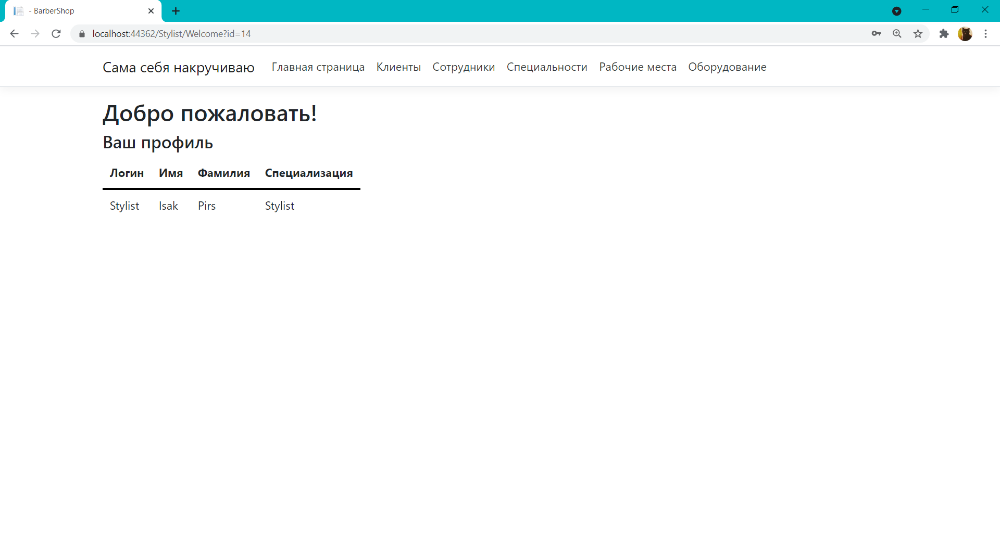 - BarberShop
localhost:44362/Stylist/Welcome?id=14
Сама себя накручиваю Главная страница Клиенты Сотрудники Специальности Рабочие места Оборудование
Добро пожаловать!
Ваш профиль
Логин Имя Фамилия Специализация
Stylist Isak Pirs Stylist